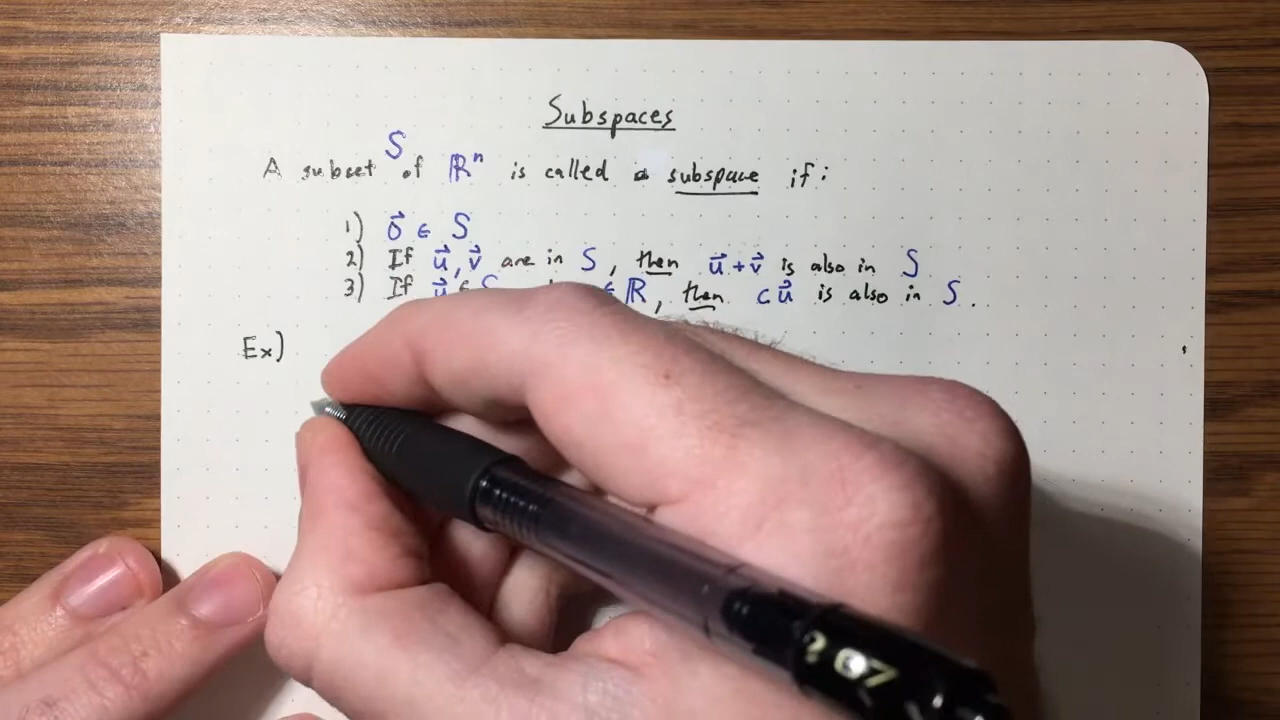 Subspaces
A subset S of ℝⁿ is called a subspace if:
1) 0⃗ ∈ S
2) If u⃗, v⃗ are in S, then u⃗ + v⃗ is also in S
3) If u⃗ ∈ ℝ, then cu⃗ is also in S.
Ex)
.07